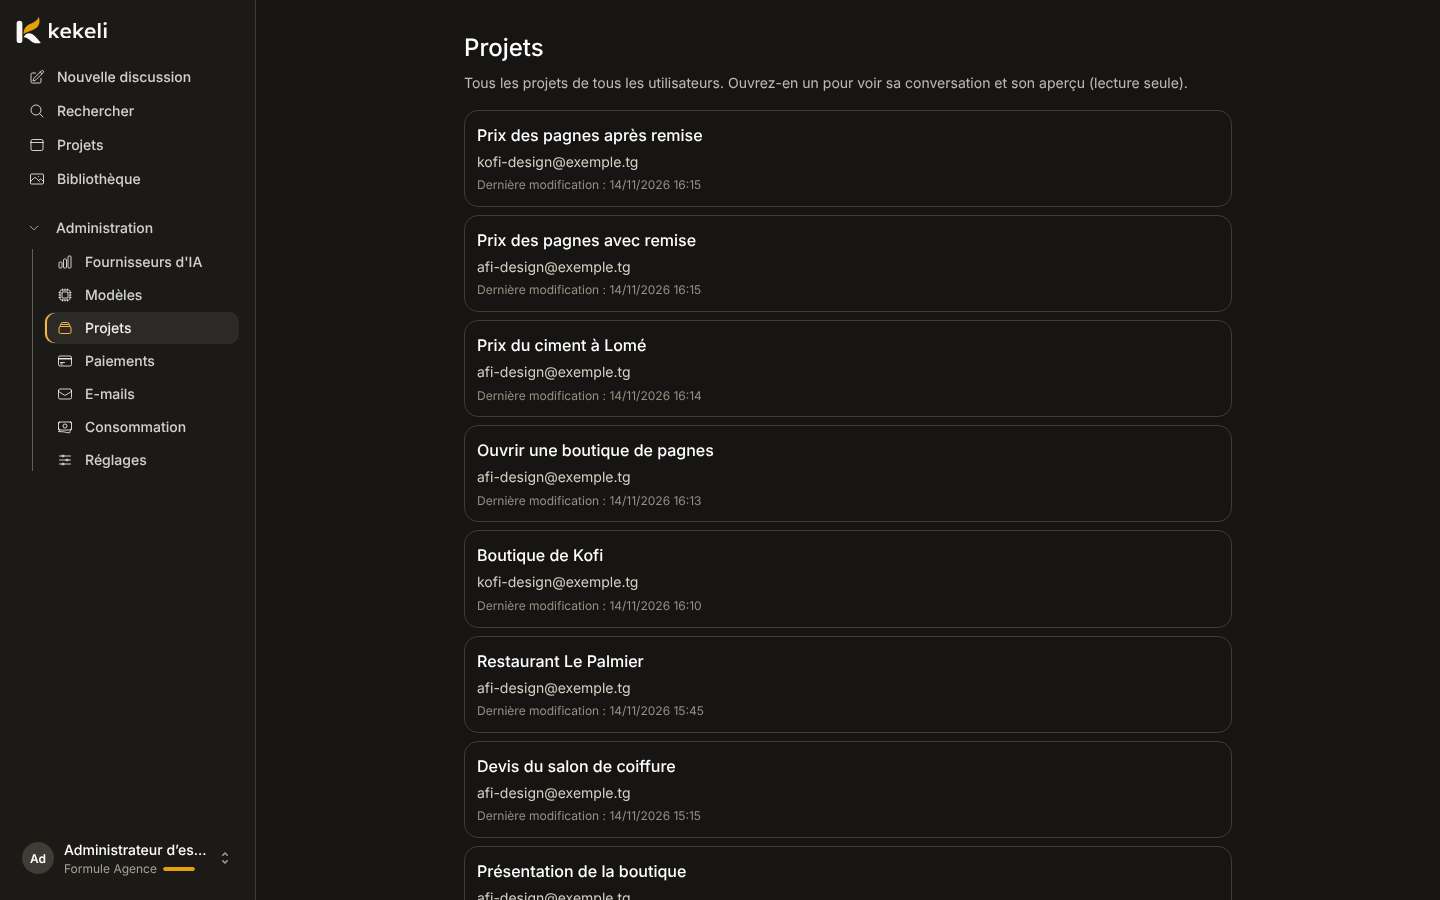 kekeli
Nouvelle discussion
Rechercher
Projets
Bibliothèque
Administration
Fournisseurs d'IA
Modèles
Projets
Paiements
E-mails
Consommation
Réglages
Ad
Administrateur d’es...
Formule Agence
Projets
Tous les projets de tous les utilisateurs. Ouvrez-en un pour voir sa conversation et son aperçu (lecture seule).
Prix des pagnes après remise
kofi-design@exemple.tg
Dernière modification : 14/11/2026 16:15
Prix des pagnes avec remise
afi-design@exemple.tg
Dernière modification : 14/11/2026 16:15
Prix du ciment à Lomé
afi-design@exemple.tg
Dernière modification : 14/11/2026 16:14
Ouvrir une boutique de pagnes
afi-design@exemple.tg
Dernière modification : 14/11/2026 16:13
Boutique de Kofi
kofi-design@exemple.tg
Dernière modification : 14/11/2026 16:10
Restaurant Le Palmier
afi-design@exemple.tg
Dernière modification : 14/11/2026 15:45
Devis du salon de coiffure
afi-design@exemple.tg
Dernière modification : 14/11/2026 15:15
Présentation de la boutique
afi-design@exemple.tg